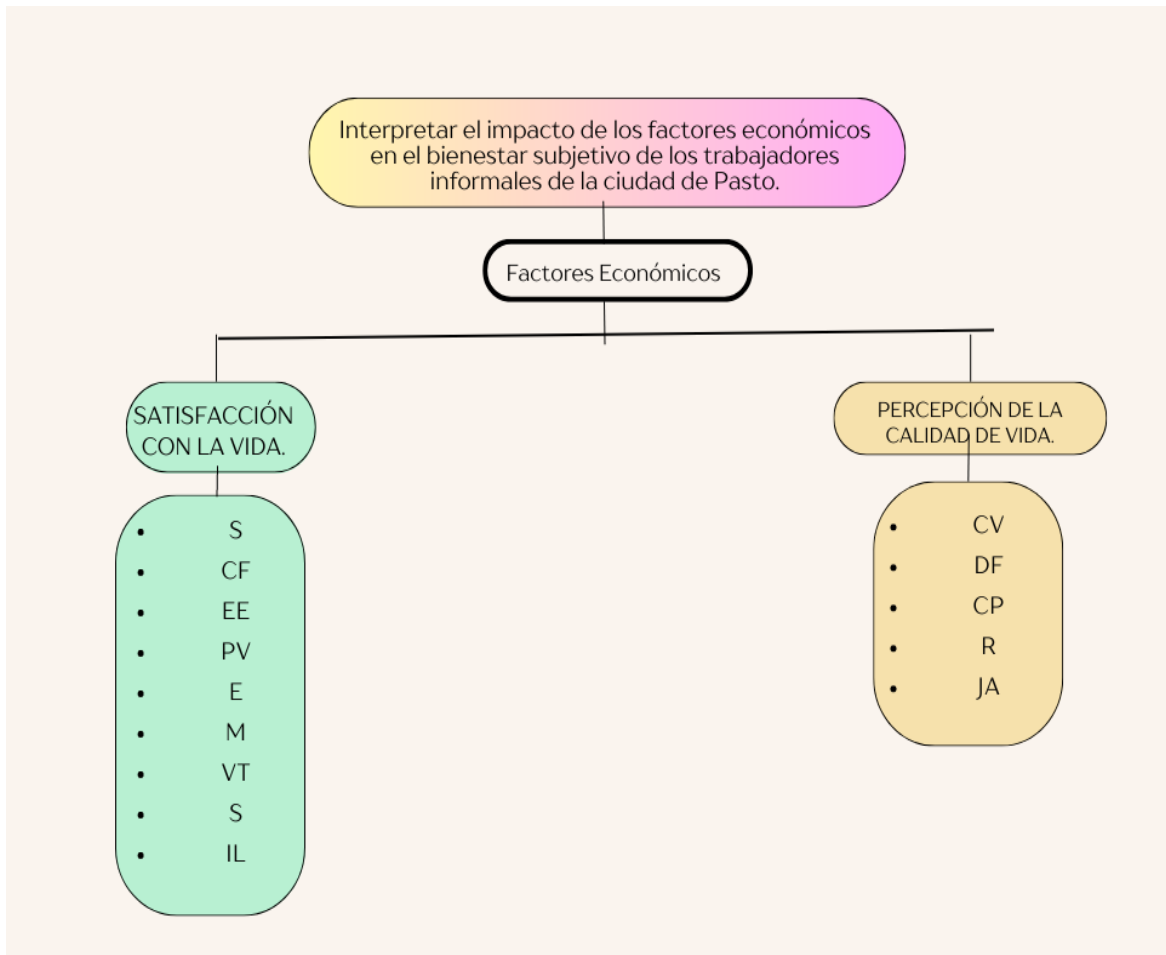 Interpretar el impacto de los factores económicos
en el bienestar subjetivo de los trabajadores
informales de la ciudad de Pasto.
Factores Económicos
SATISFACCIÓN
CON LA VIDA.
• S
• CF
• EE
• PV
• E
• M
• VT
• S
• IL
PERCEPCIÓN DE LA
CALIDAD DE VIDA.
• CV
• DF
• CP
• R
• JA